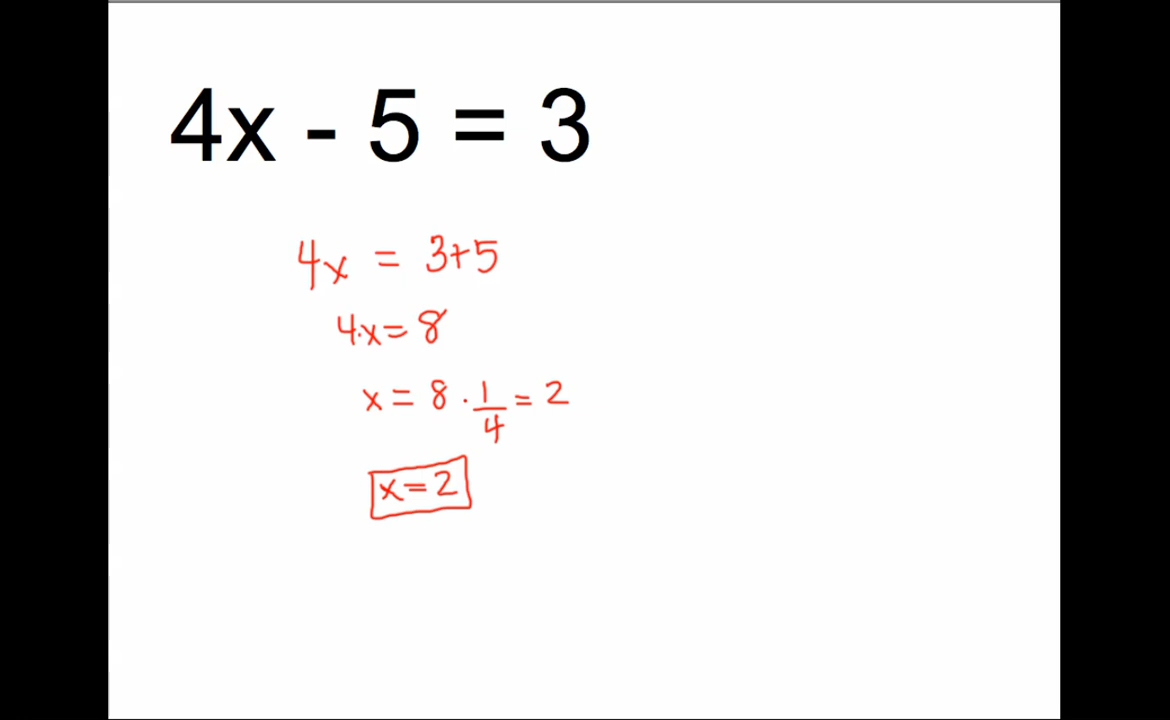 4x - 5 = 3
4x = 3+5
4·x = 8
x = 8 · 1/4 = 2
x = 2